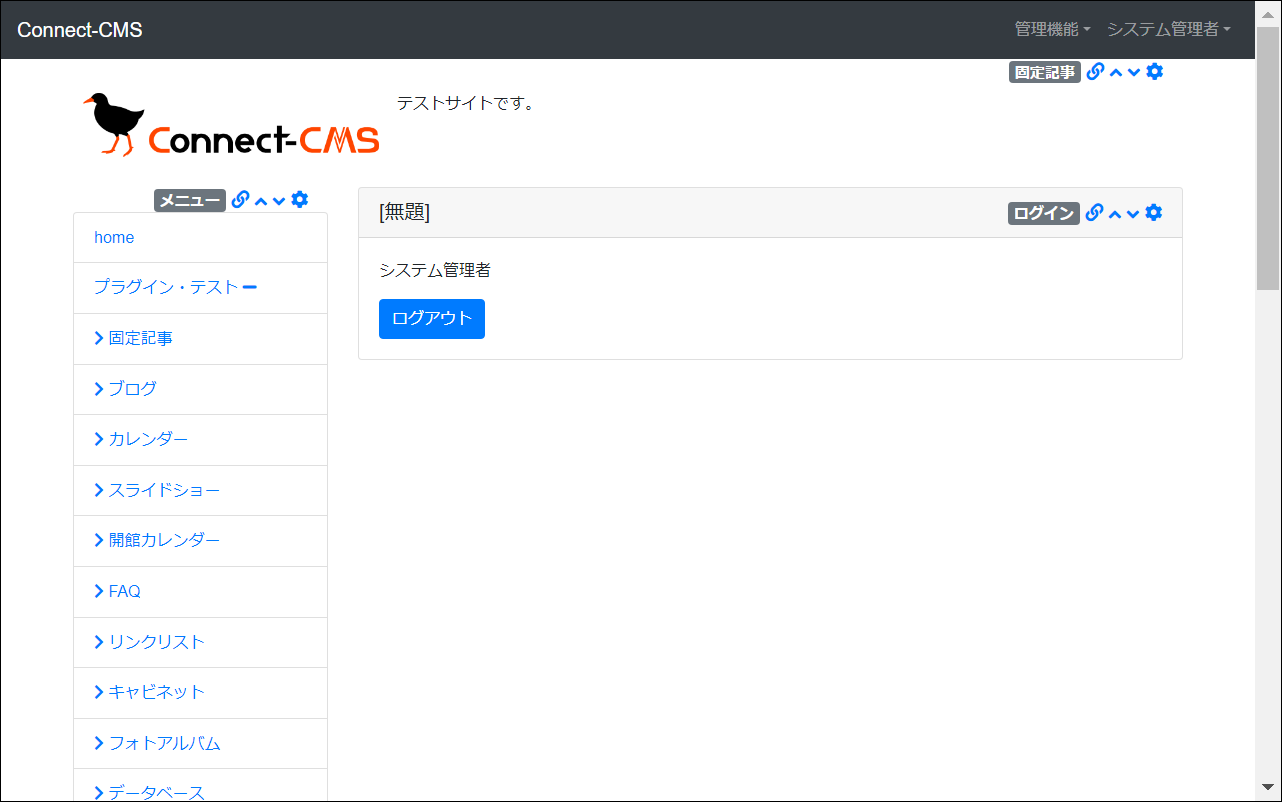 Connect-CMS
管理機能 システム管理者
固定記事
Connect-CMS
テストサイトです。
メニュー
home
プラグイン・テスト
固定記事
ブログ
カレンダー
スライドショー
開館カレンダー
FAQ
リンクリスト
キャビネット
フォトアルバム
データベース
[無題]
ログイン
システム管理者
ログアウト